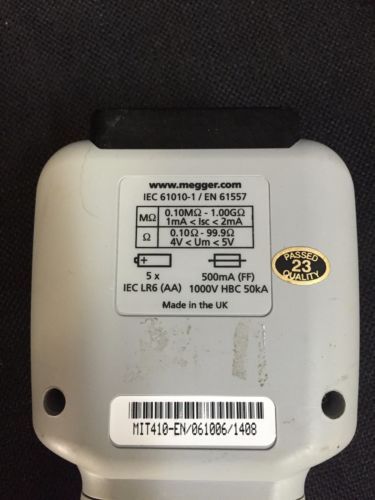 www.megger.com
IEC 61010-1 / EN 61557
MΩ 0.10MΩ - 1.00GΩ
1mA < Isc < 2mA
Ω 0.10Ω - 99.9Ω
4V < Um < 5V
5 x 500mA (FF)
IEC LR6 (AA) 1000V HBC 50kA
Made in the UK
PASSED
23
QUALITY
MIT410-EN/061006/1408